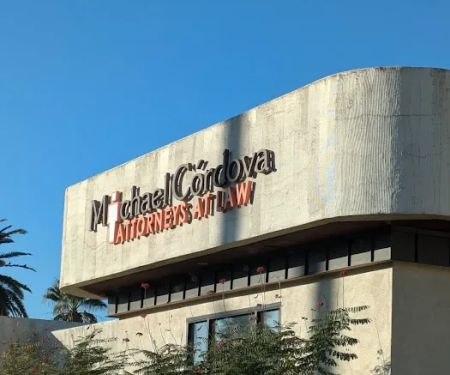 Michael Córdova
ATTORNEYS AT LAW